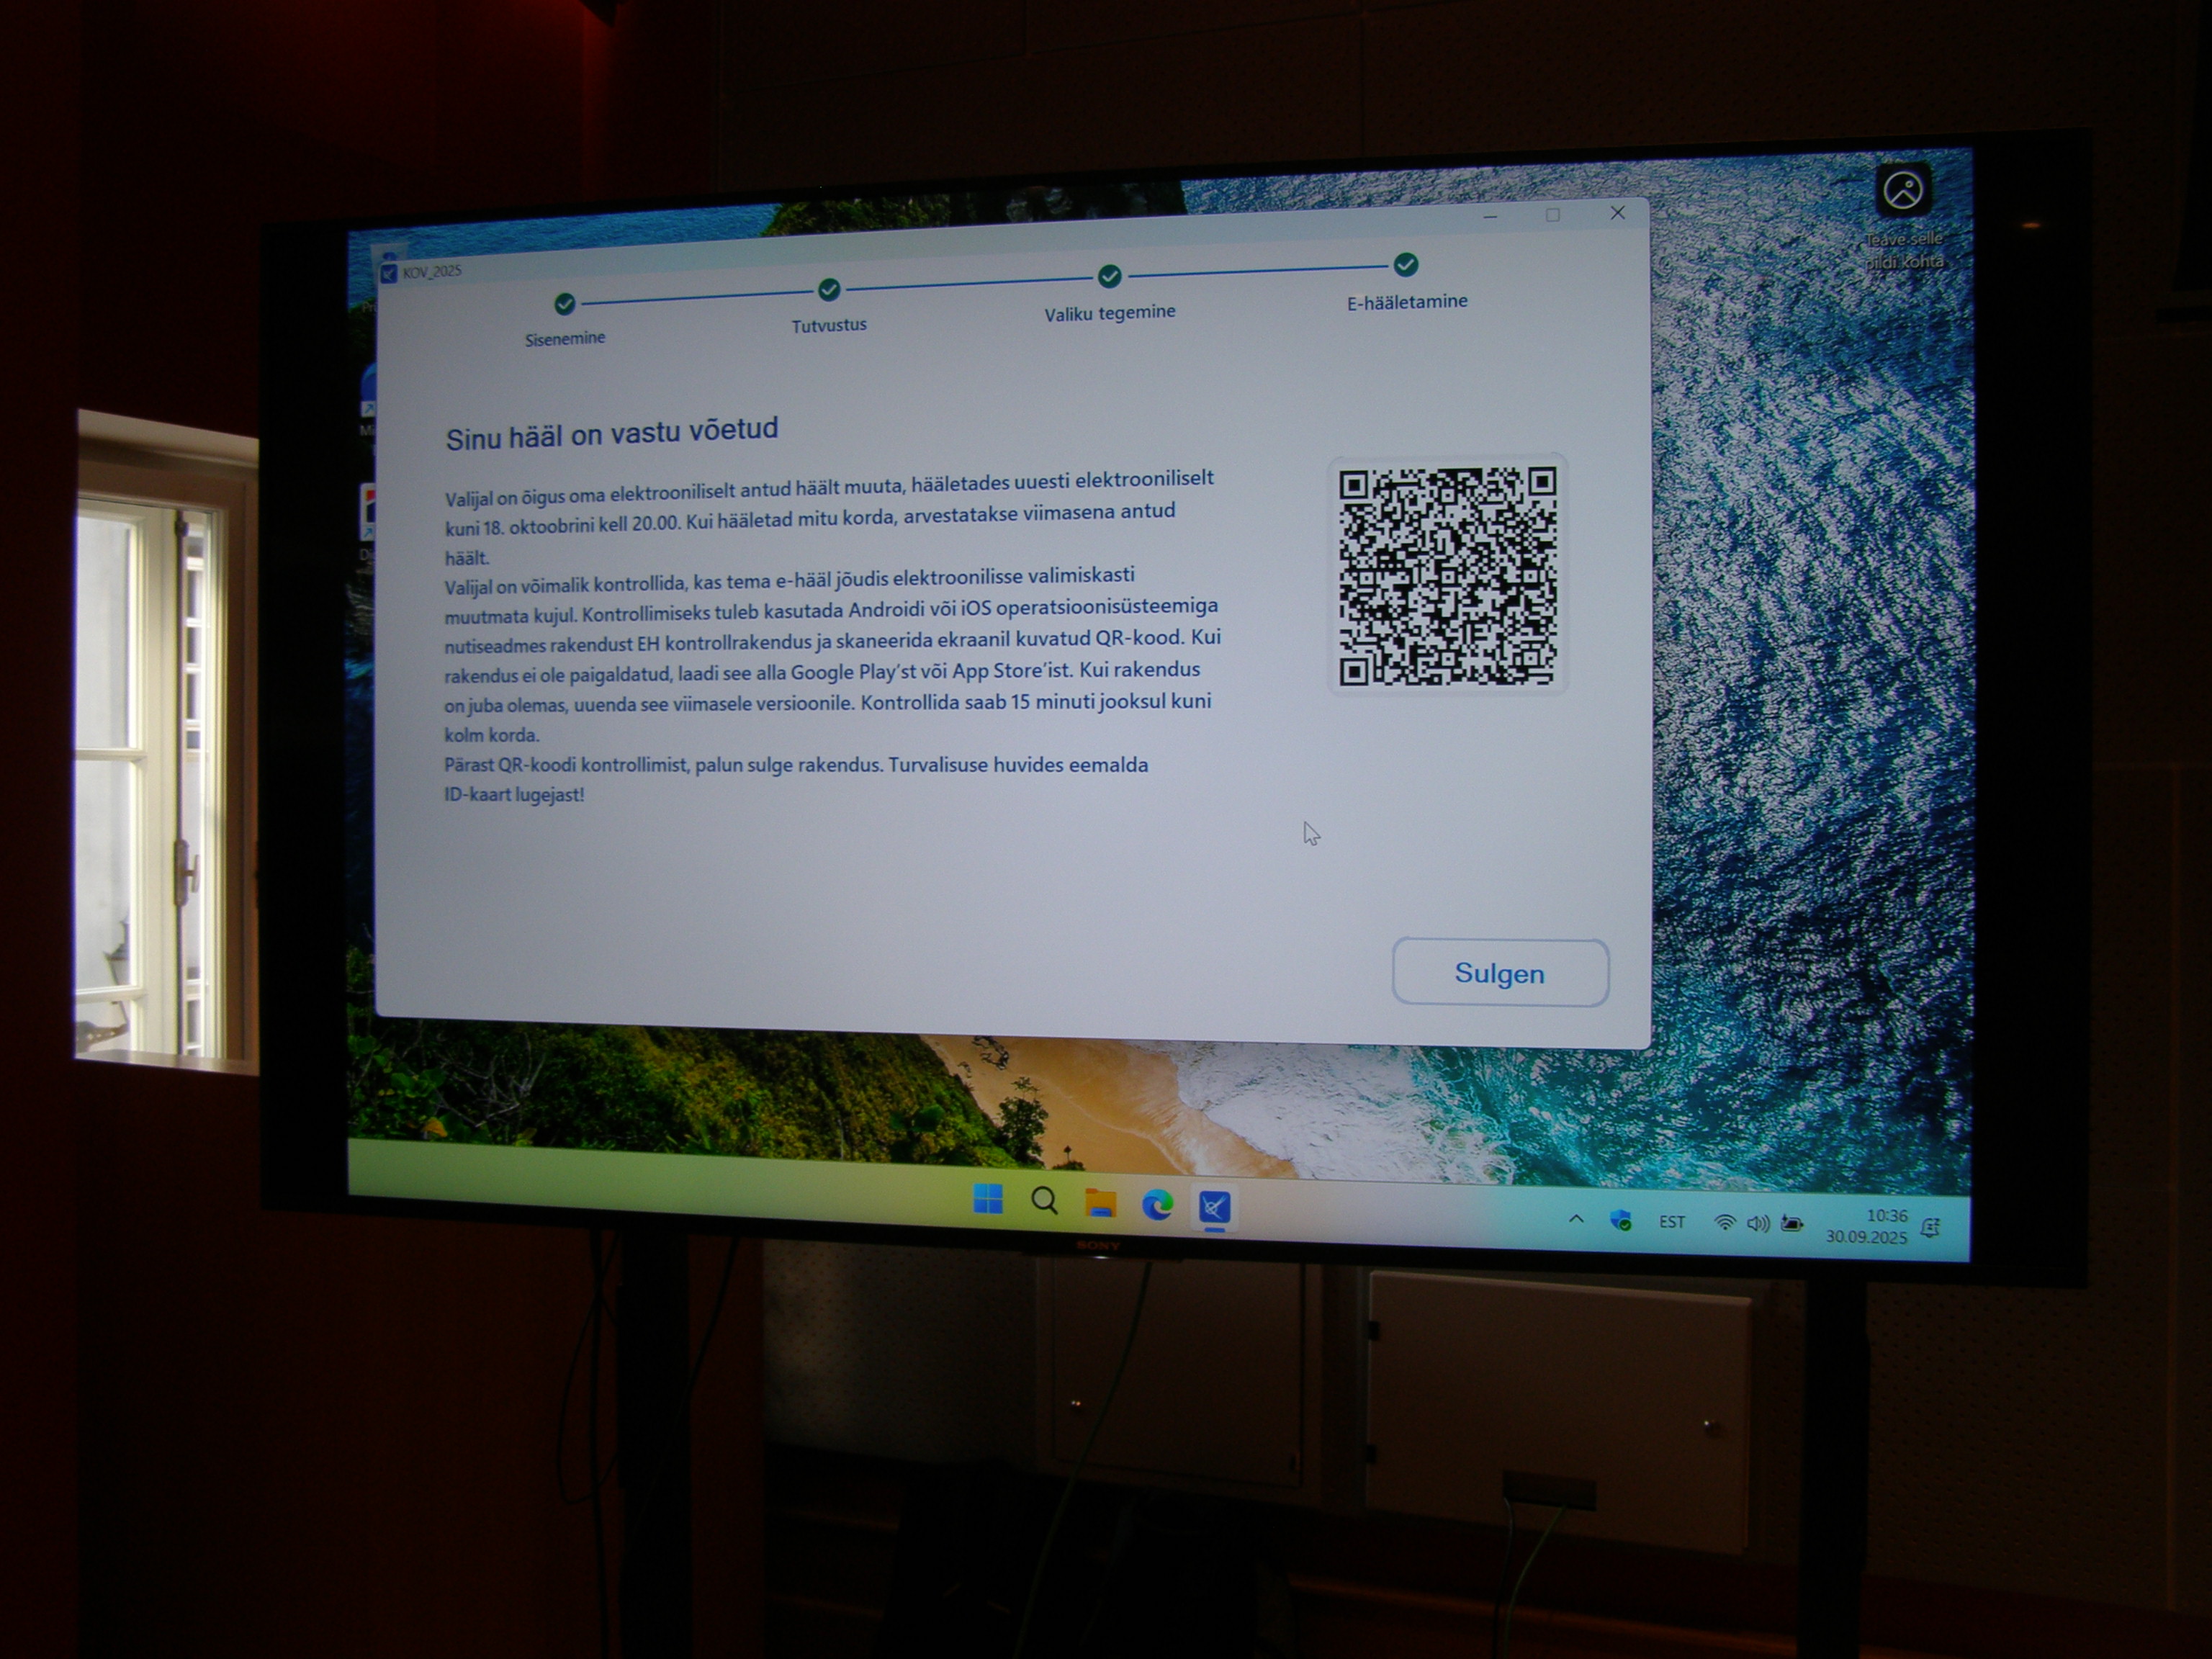 KOV_2025
Sisenemine
Tutvustus
Valiku tegemine
E-hääletamine
Teave selle
pildi kohta
Sinu hääl on vastu võetud
Valijal on õigus oma elektrooniliselt antud häält muuta, hääletades uuesti elektrooniliselt
kuni 18. oktoobrini kell 20.00. Kui hääletad mitu korda, arvestatakse viimasena antud
häält.
Valijal on võimalik kontrollida, kas tema e-hääl jõudis elektroonilisse valimiskasti
muutmata kujul. Kontrollimiseks tuleb kasutada Androidi või iOS operatsioonisüsteemiga
nutiseadmes rakendust EH kontrollrakendus ja skaneerida ekraanil kuvatud QR-kood. Kui
rakendus ei ole paigaldatud, laadi see alla Google Play'st või App Store'ist. Kui rakendus
on juba olemas, uuenda see viimasele versioonile. Kontrollida saab 15 minuti jooksul kuni
kolm korda.
Pärast QR-koodi kontrollimist, palun sulge rakendus. Turvalisuse huvides eemalda
ID-kaart lugejast!
Sulgen
EST
10:36
30.09.2025
SONY